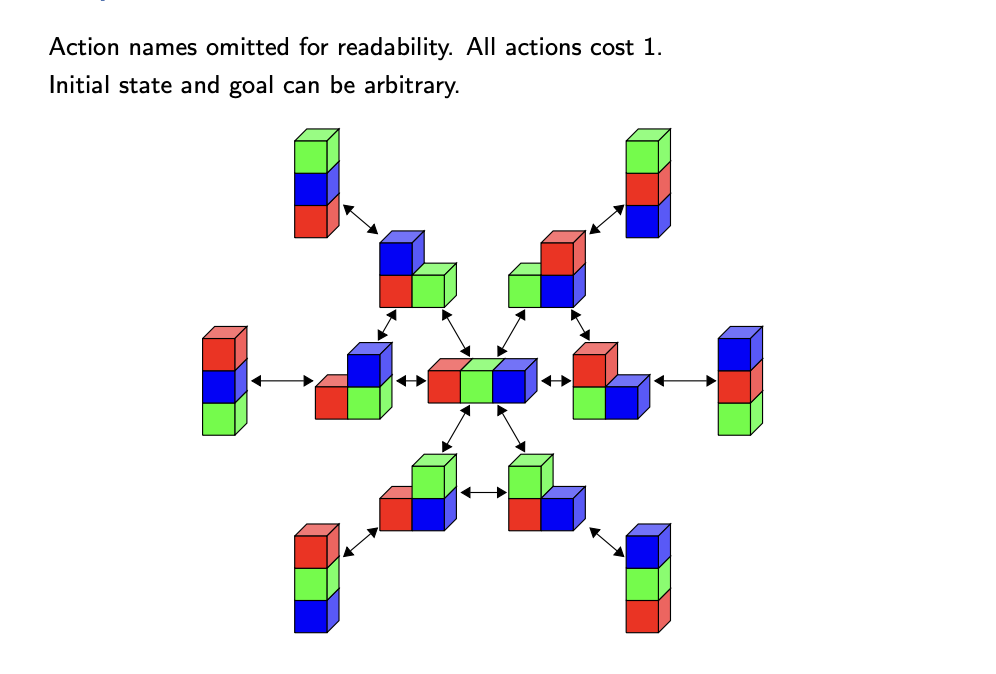 Action names omitted for readability. All actions cost 1.
Initial state and goal can be arbitrary.